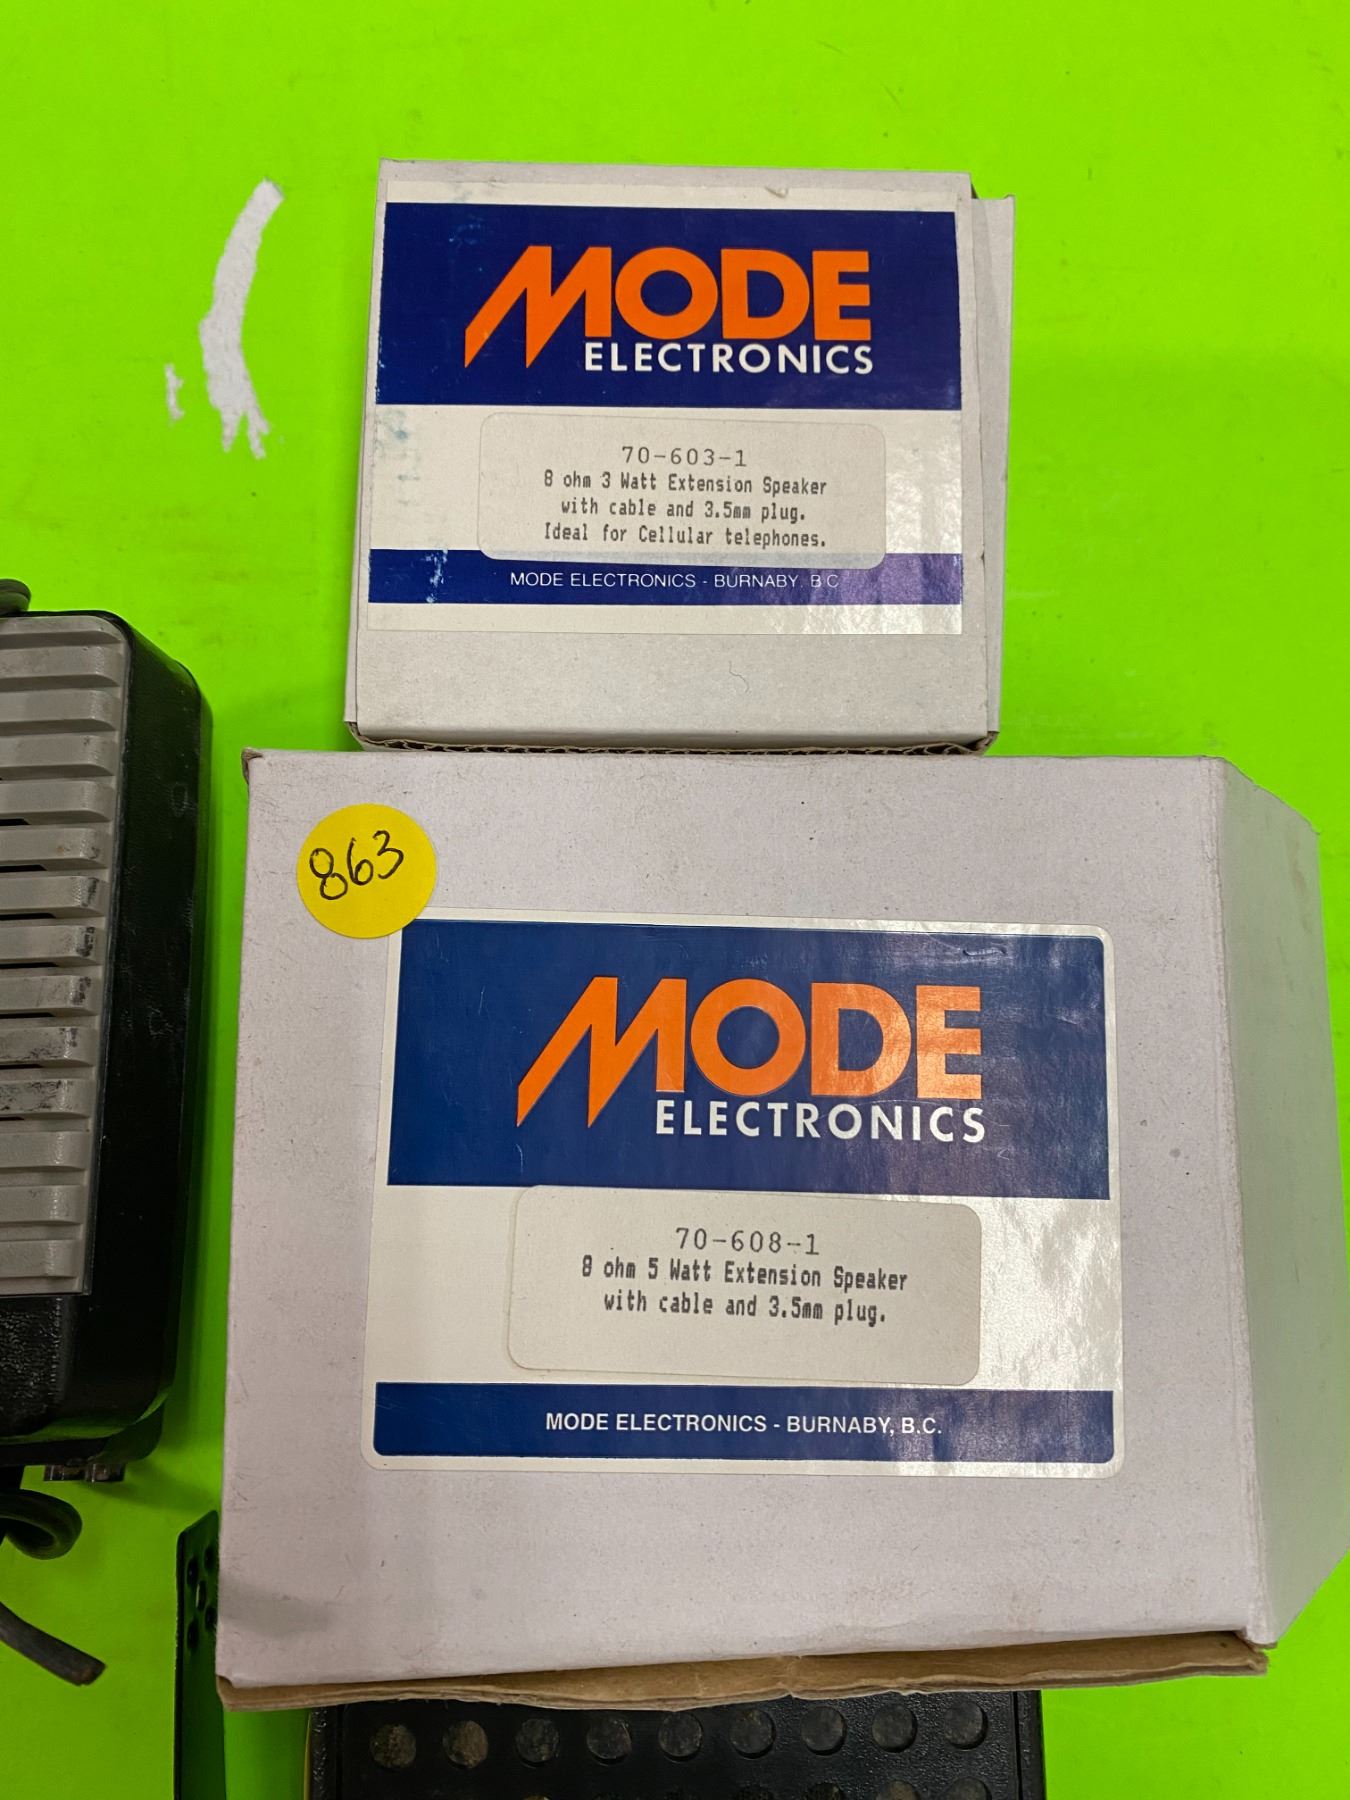 MODE
ELECTRONICS
70-603-1
8 ohm 3 Watt Extension Speaker
with cable and 3.5mm plug.
Ideal for Cellular telephones.
MODE ELECTRONICS - BURNABY, B.C
863
MODE
ELECTRONICS
70-608-1
8 ohm 5 Watt Extension Speaker
with cable and 3.5mm plug.
MODE ELECTRONICS - BURNABY, B.C.